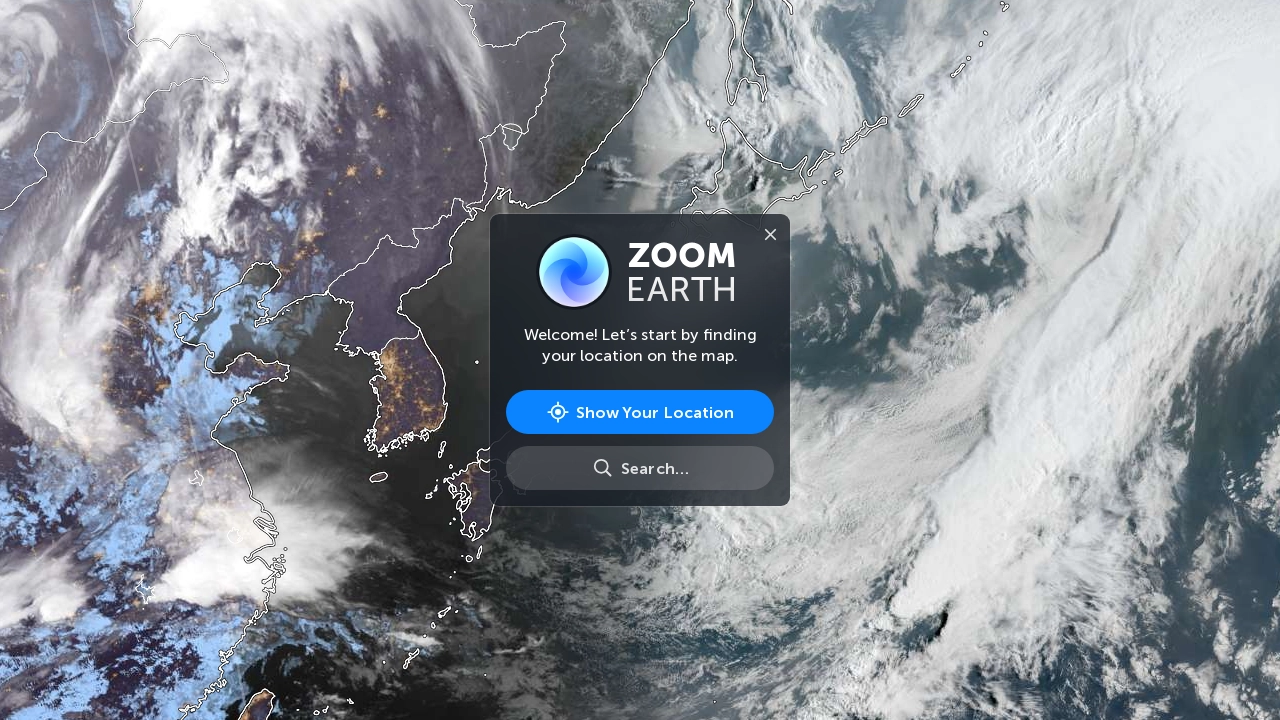 ZOOM
EARTH
Welcome! Let’s start by finding
your location on the map.
Show Your Location
Search...